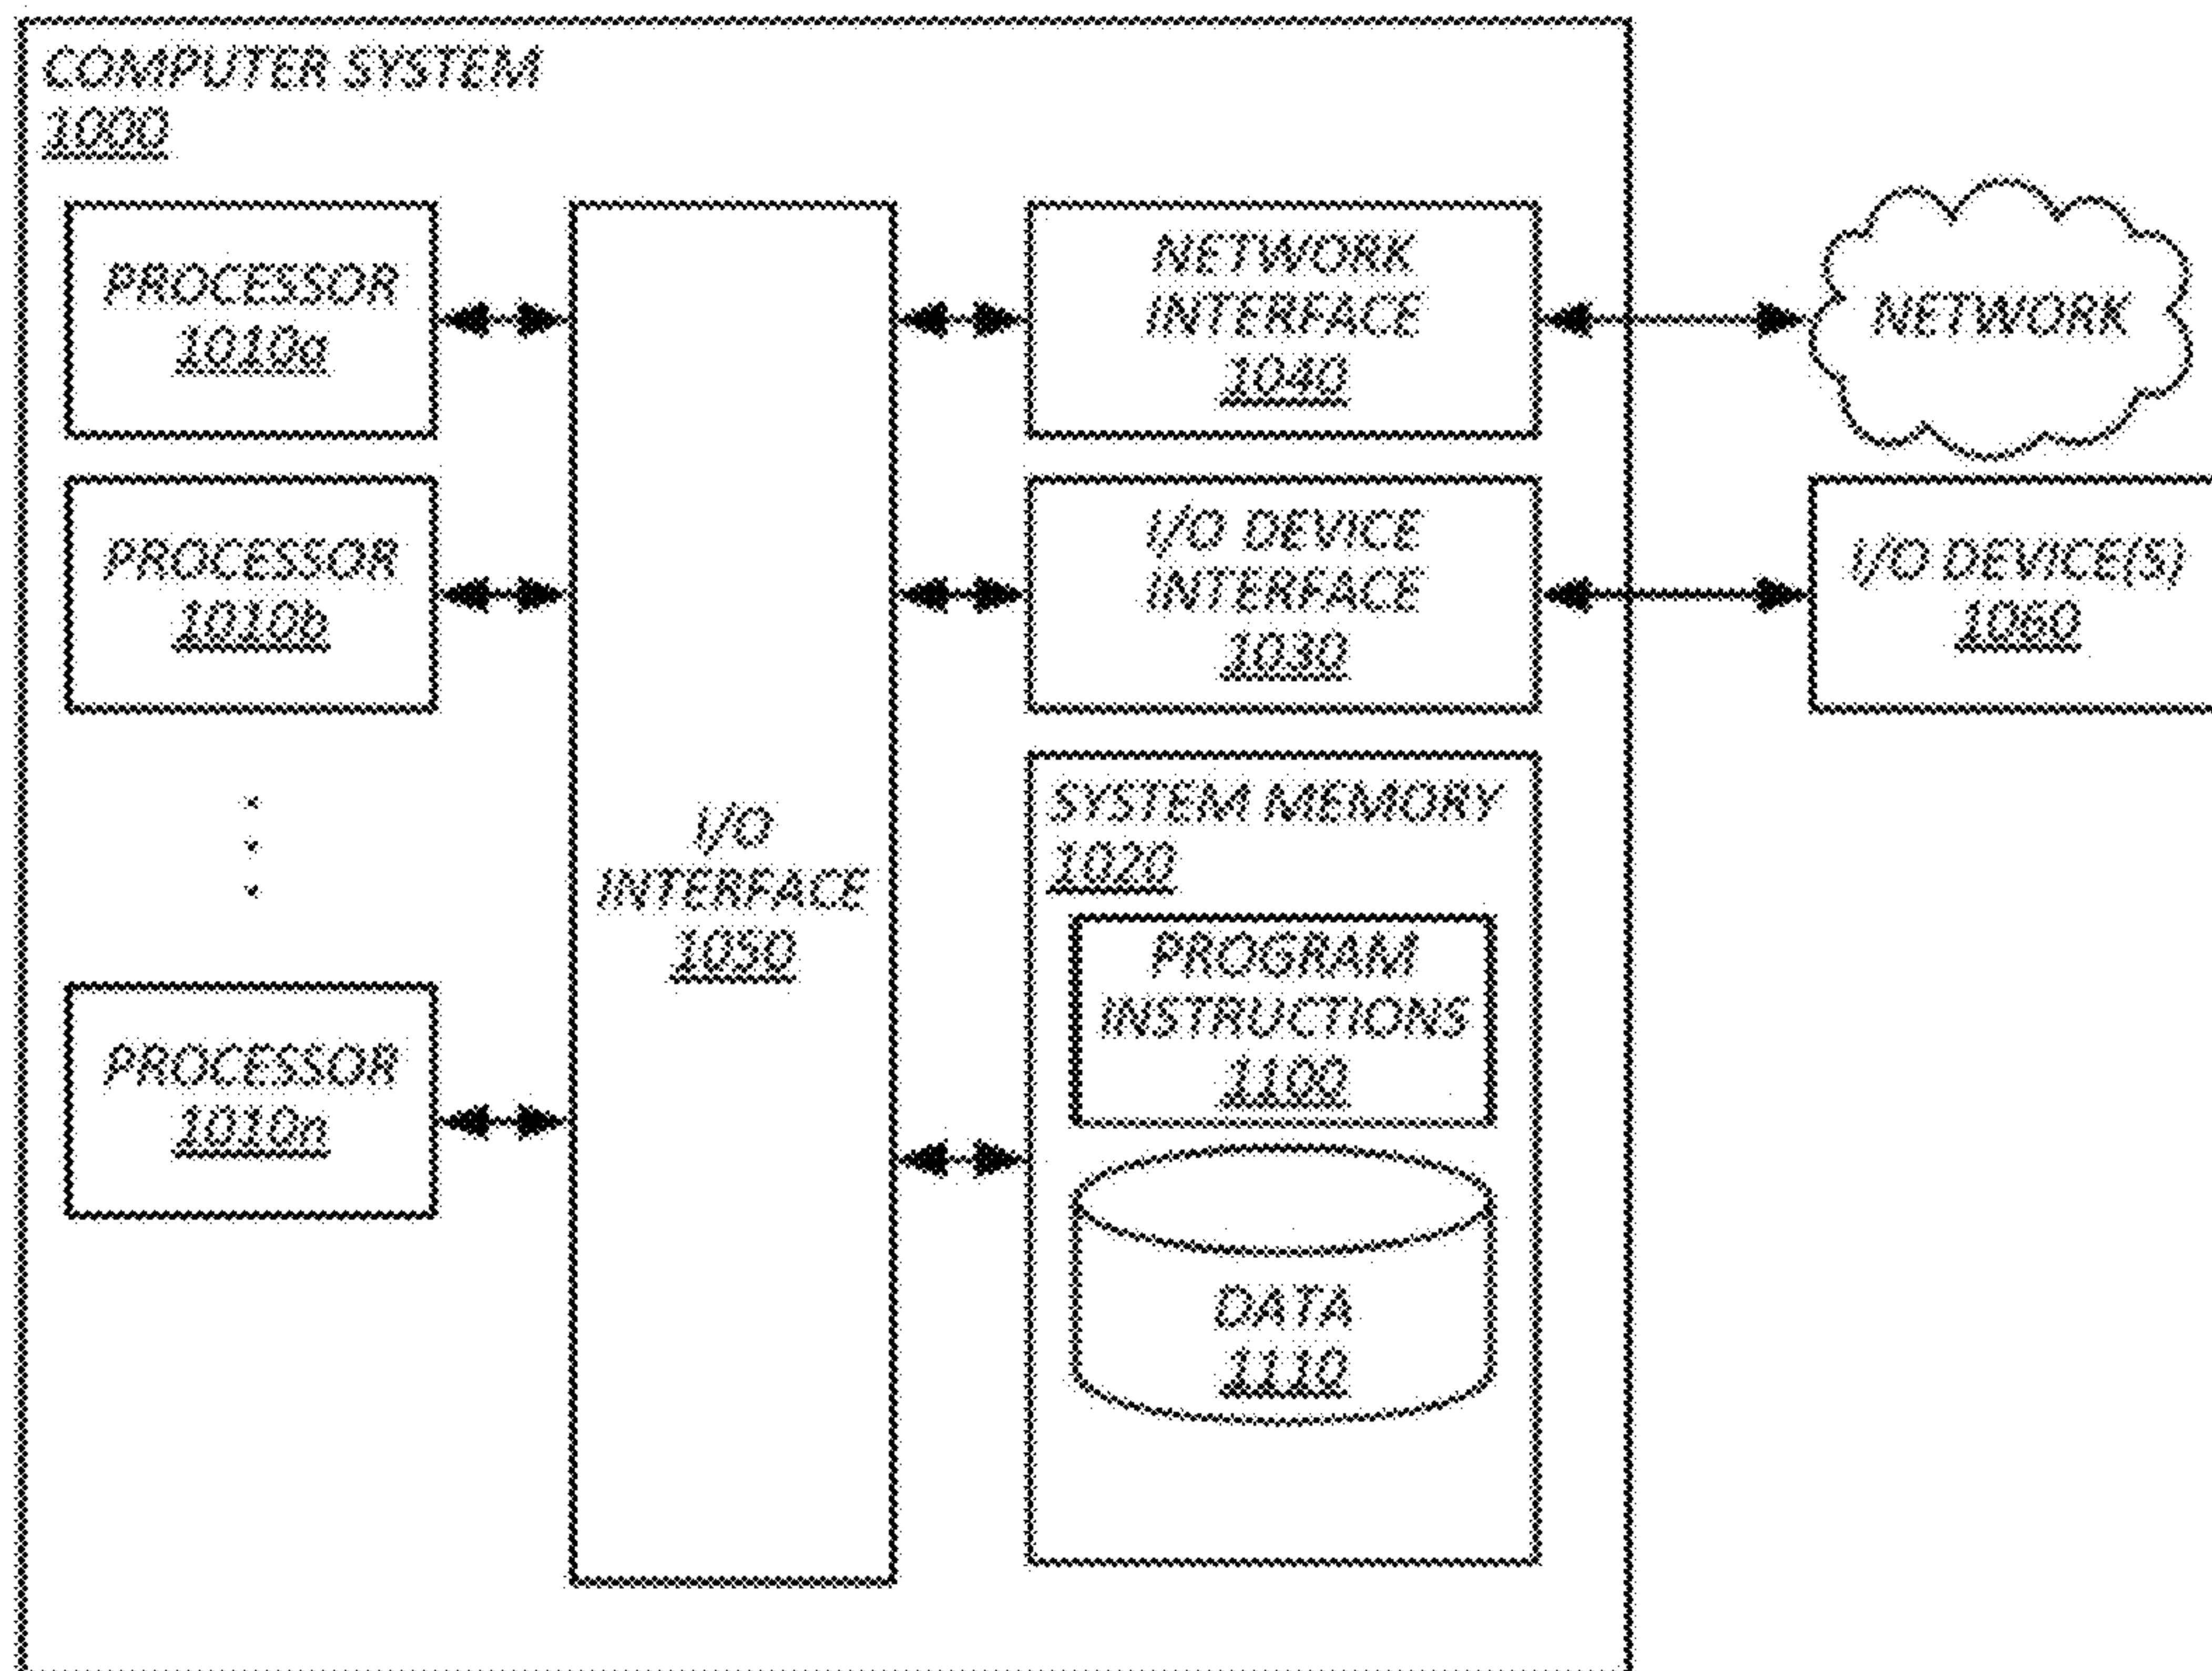 COMPUTER SYSTEM
1000
PROCESSOR
1010a
PROCESSOR
1010b
PROCESSOR
1010n
I/O
INTERFACE
1050
NETWORK
INTERFACE
1040
I/O DEVICE
INTERFACE
1030
SYSTEM MEMORY
1020
PROGRAM
INSTRUCTIONS
1100
DATA
1110
NETWORK
I/O DEVICE(S)
1060